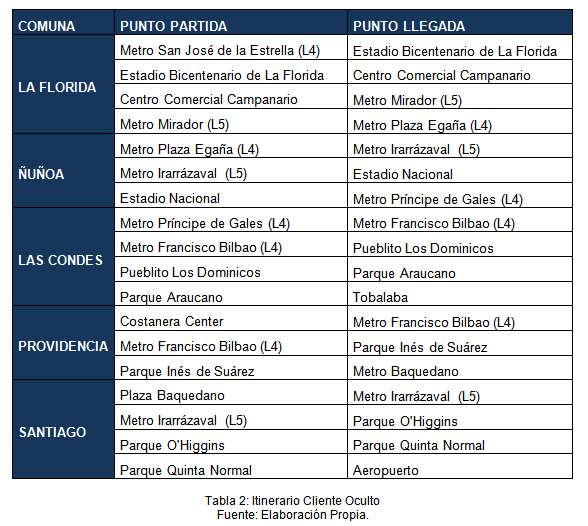 COMUNA PUNTO PARTIDA PUNTO LLEGADA
LA FLORIDA
Metro San José de la Estrella (L4) Estadio Bicentenario de La Florida
Estadio Bicentenario de La Florida Centro Comercial Campanario
Centro Comercial Campanario Metro Mirador (L5)
Metro Mirador (L5) Metro Plaza Egaña (L4)
ÑUÑOA
Metro Plaza Egaña (L4) Metro Irarrázaval (L5)
Metro Irarrázaval (L5) Estadio Nacional
Estadio Nacional Metro Príncipe de Gales (L4)
LAS CONDES
Metro Príncipe de Gales (L4) Metro Francisco Bilbao (L4)
Metro Francisco Bilbao (L4) Pueblito Los Dominicos
Pueblito Los Dominicos Parque Araucano
Parque Araucano Tobalaba
PROVIDENCIA
Costanera Center Metro Francisco Bilbao (L4)
Metro Francisco Bilbao (L4) Parque Inés de Suárez
Parque Inés de Suárez Metro Baquedano
SANTIAGO
Plaza Baquedano Metro Irarrázaval (L5)
Metro Irarrázaval (L5) Parque O'Higgins
Parque O'Higgins Parque Quinta Normal
Parque Quinta Normal Aeropuerto
Tabla 2: Itinerario Cliente Oculto
Fuente: Elaboración Propia.